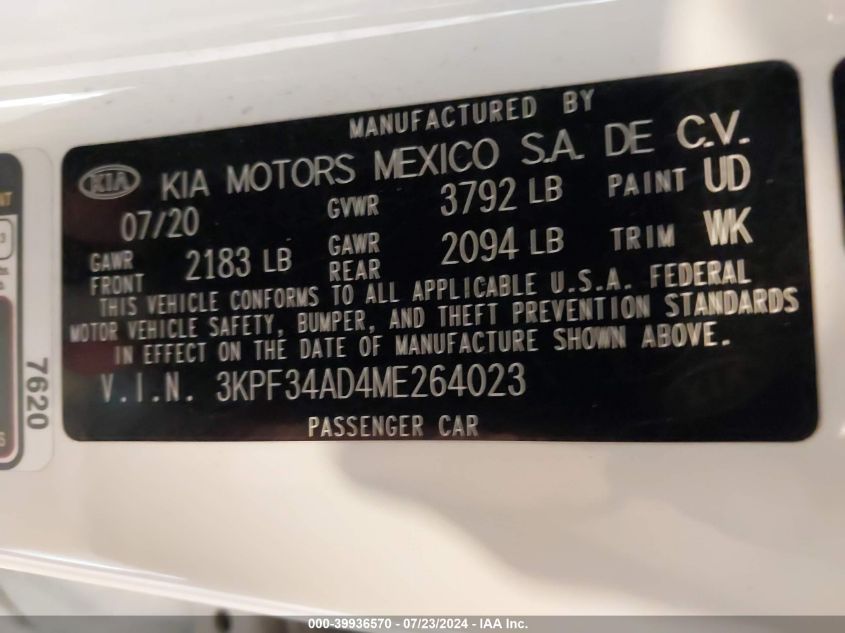 MANUFACTURED BY
KIA KIA MOTORS MEXICO S.A. DE C.V.
07/20 GVWR 3792 LB PAINT UD
GAWR FRONT 2183 LB GAWR REAR 2094 LB TRIM WK
THIS VEHICLE CONFORMS TO ALL APPLICABLE U.S.A. FEDERAL
MOTOR VEHICLE SAFETY, BUMPER, AND THEFT PREVENTION STANDARDS
IN EFFECT ON THE DATE OF MANUFACTURE SHOWN ABOVE.
V.I.N. 3KPF34AD4ME264023
PASSENGER CAR
7620
000-39936570 - 07/23/2024 - IAA Inc.